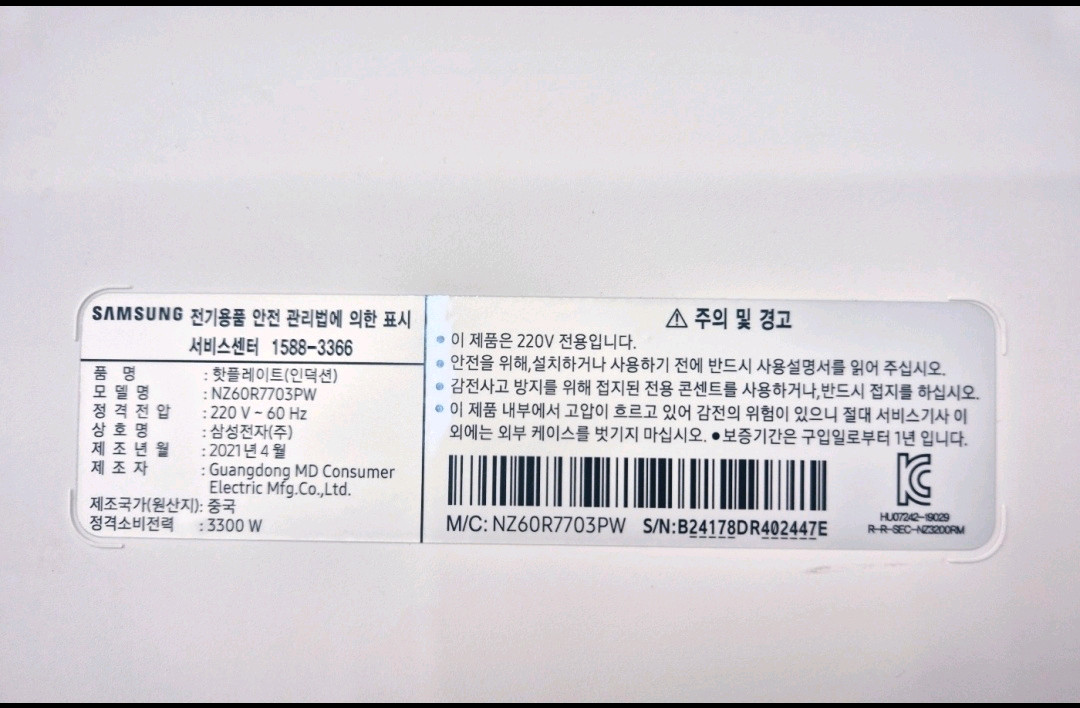 SAMSUNG 전기용품 안전 관리법에 의한 표시
서비스센터 1588-3366
품 명 : 핫플레이트(인덕션)
모 델 명 : NZ60R7703PW
정 격 전 압 : 220 V ~ 60 Hz
상 호 명 : 삼성전자(주)
제 조 년 월 : 2021년 4월
제 조 자 : Guangdong MD Consumer
Electric Mfg.Co.,Ltd.
제조국가(원산지): 중국
정격소비전력 : 3300 W
⚠ 주의 및 경고
● 이 제품은 220V 전용입니다.
● 안전을 위해,설치하거나 사용하기 전에 반드시 사용설명서를 읽어 주십시오.
● 감전사고 방지를 위해 접지된 전용 콘센트를 사용하거나,반드시 접지를 하십시오.
● 이 제품 내부에서 고압이 흐르고 있어 감전의 위험이 있으니 절대 서비스기사 이
외에는 외부 케이스를 벗기지 마십시오. ●보증기간은 구입일로부터 1년 입니다.
M/C: NZ60R7703PW S/N:B24178DR402447E
HU07242-19029
R-R-SEC-NZ3200RM